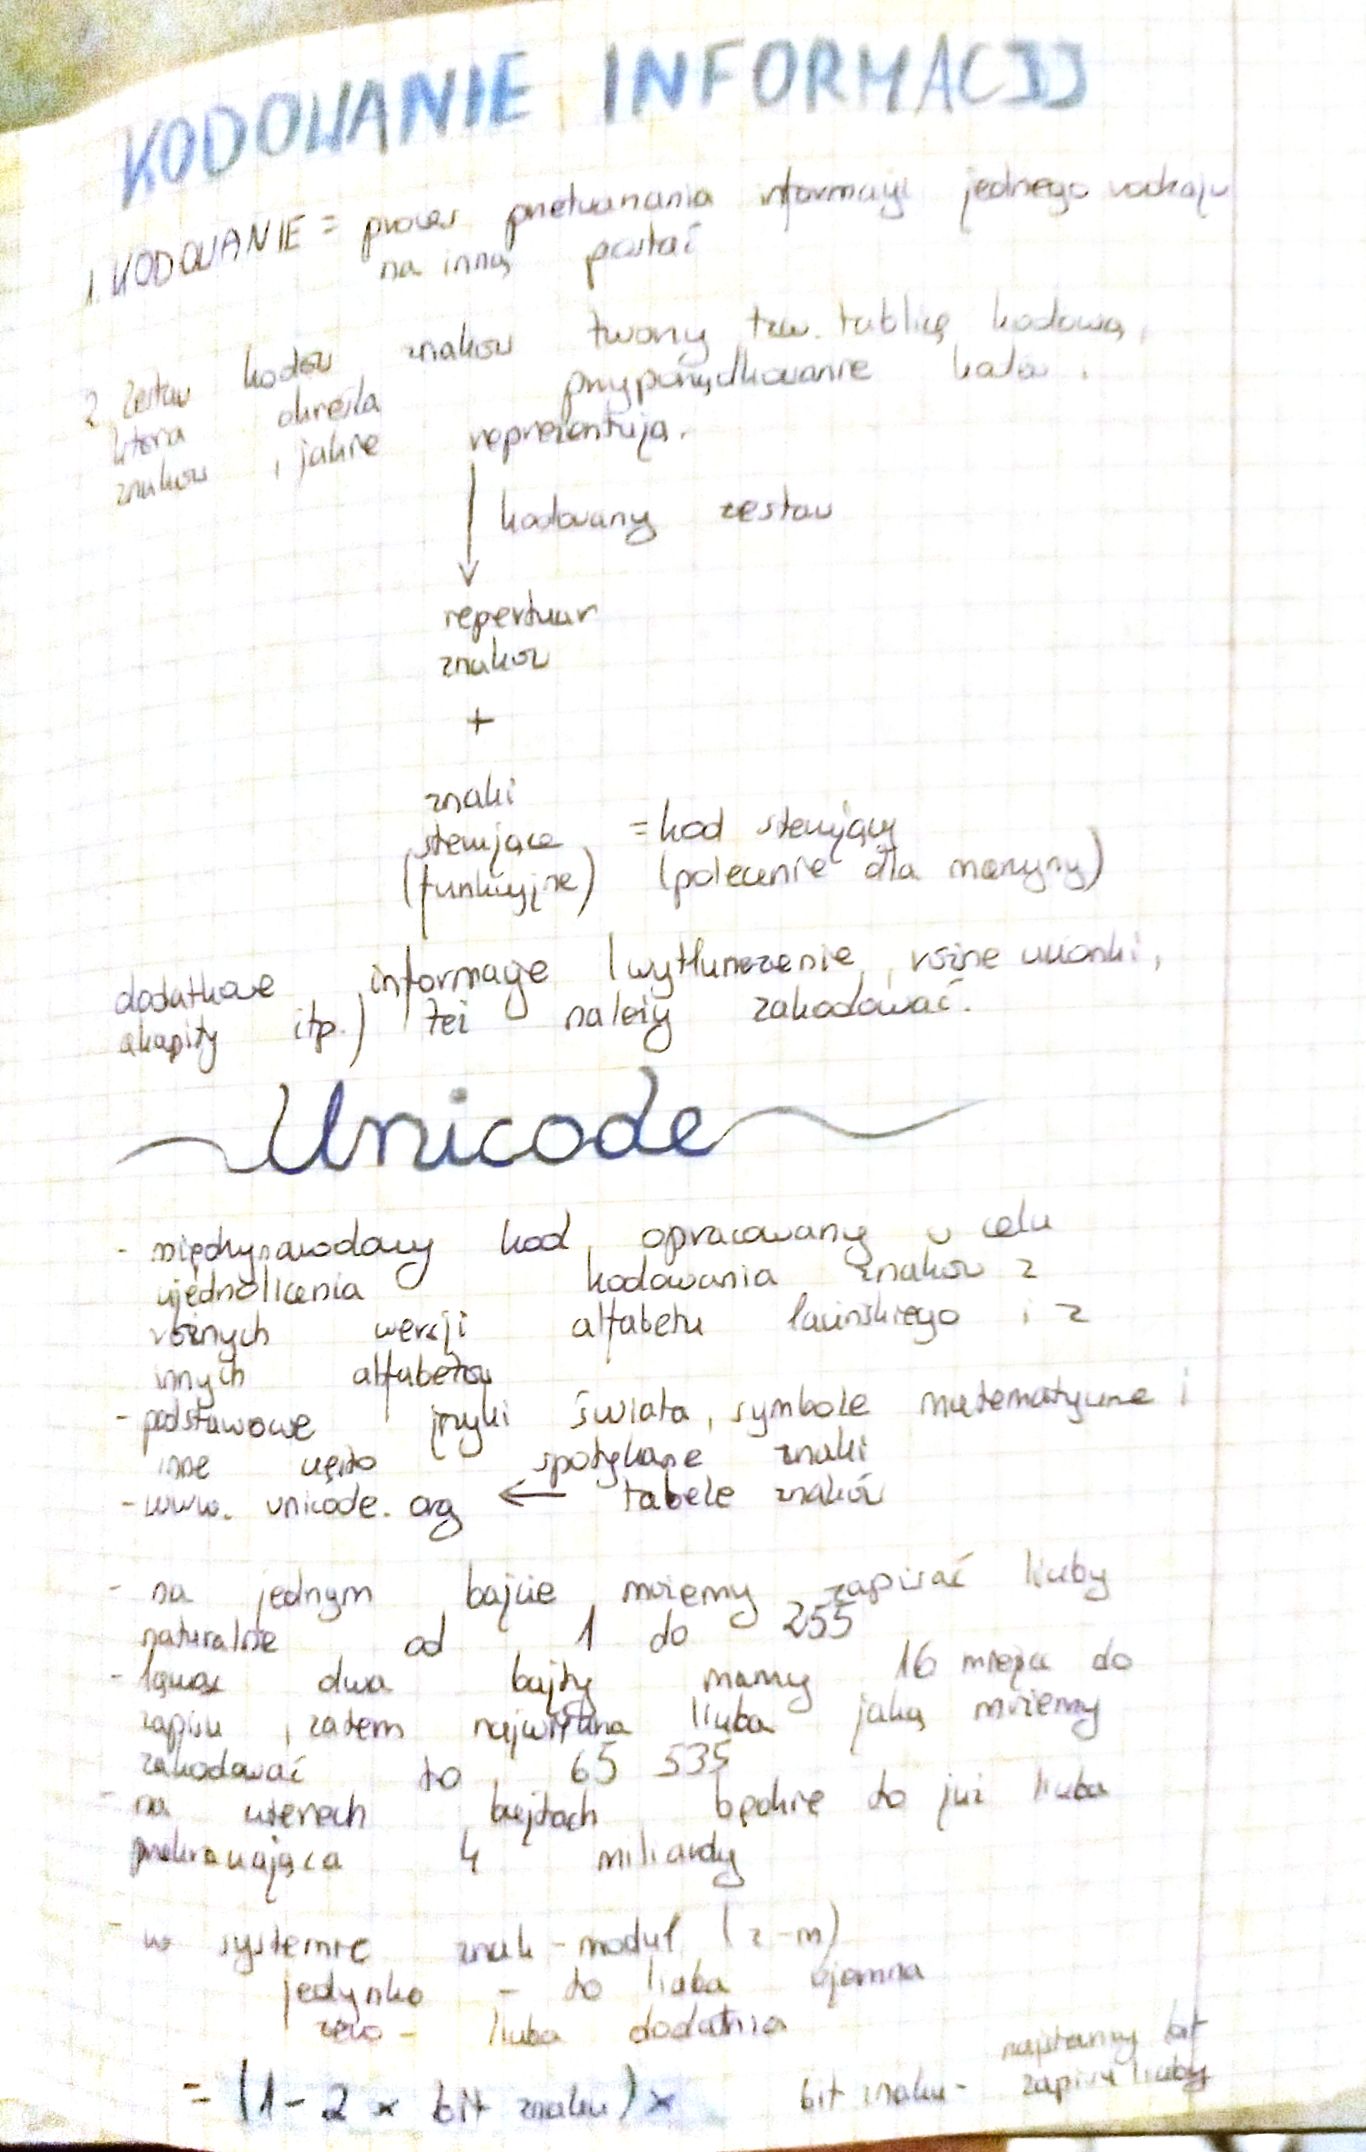 KODOWANIE INFORMACJI
1. KODOWANIE = proces przetwarzania informacji jednego rodzaju
na inną postać
2. Zestaw kodów znaków tworzy tzw. tablicę kodową,
która określa przyporządkowanie kodów i
znaków, jakie reprezentują.
kodowany zestaw
repertuar
znaków
+
znaki
sterujące = kod sterujący
(funkcyjne) (polecenie dla maszyny)
dodatkowe informacje (wytłuszczenie, różne czcionki,
akapity itp.) też należy zakodować.
Unicode
- międzynarodowy kod opracowany w celu
ujednolicenia kodowania znaków z
różnych wersji alfabetu łacińskiego i z
innych alfabetów
- podstawowe języki świata, symbole matematyczne i
inne często spotykane znaki
- www. unicode. org ← tabele znaków
- na jednym bajcie możemy zapisać liczby
naturalne od 1 do 255
- łącząc dwa bajty mamy 16 miejsc do
zapisu, zatem największa liczba jaką możemy
zakodować to 65 535
- na czterech bajtach będzie to już liczba
przekraczająca 4 miliardy
- w systemie znak-moduł (z-m)
jedynka - to liczba ujemna
zero - liczba dodatnia
= (1-2 × bit znaku) × bit znaku - najstarszy bit
zapisu liczby